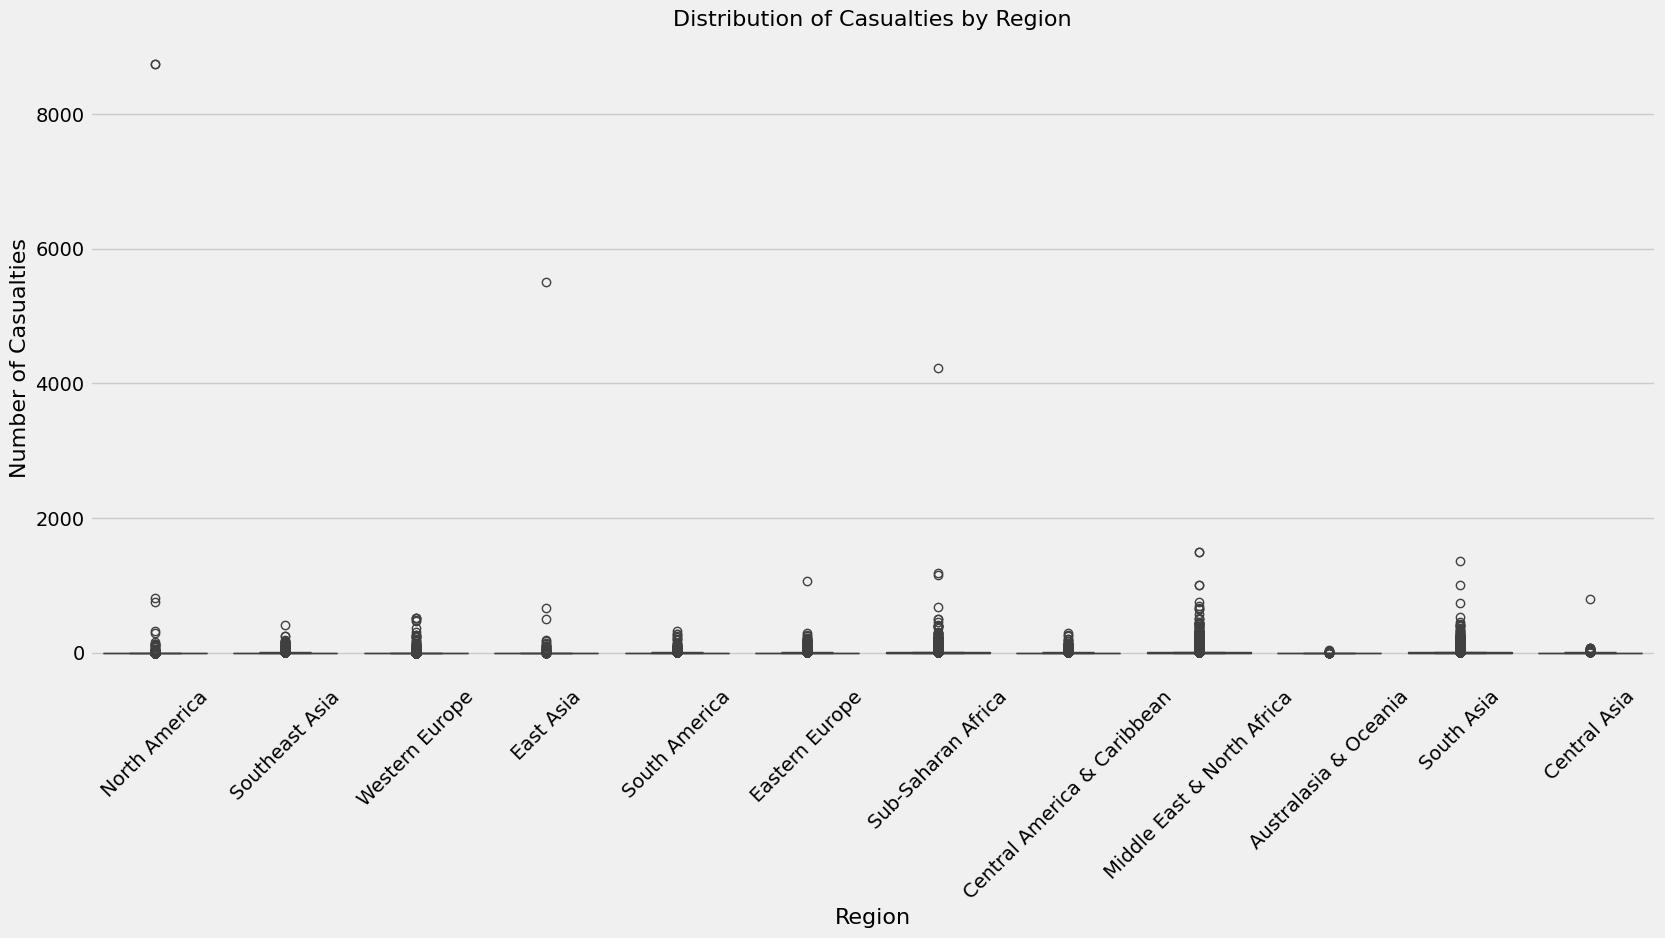 Distribution of Casualties by Region
Number of Casualties
8000
6000
4000
2000
0
North America
Southeast Asia
Western Europe
East Asia
South America
Eastern Europe
Sub-Saharan Africa
Central America & Caribbean
Middle East & North Africa
Australasia & Oceania
South Asia
Central Asia
Region